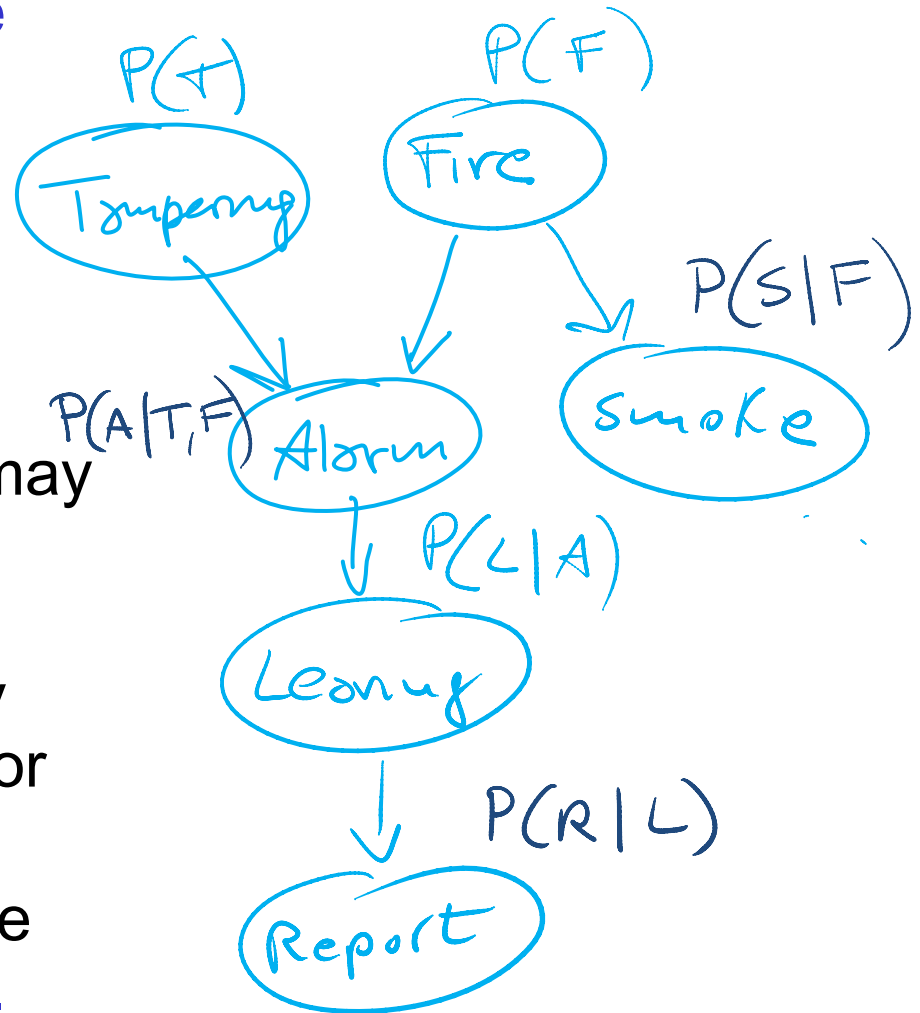 e
P(T) P(F)
Tampering Fire
P(S|F)
P(A|T,F) Alarm Smoke
may
P(L|A)
Leaving
y
or
P(R|L)
e
Report